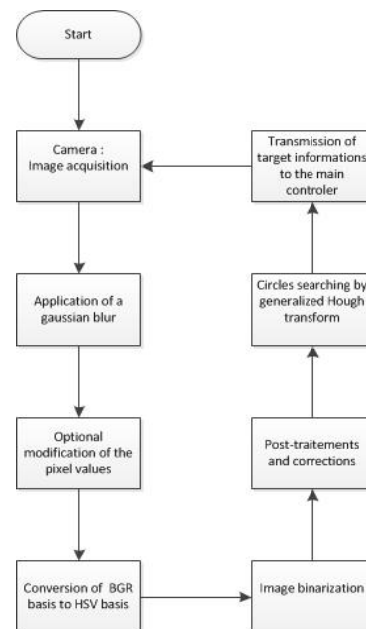 Start
Camera :
Image acquisition
Application of a
gaussian blur
Optional
modification of the
pixel values
Conversion of BGR
basis to HSV basis
Image binarization
Post-traitements
and corrections
Circles searching by
generalized Hough
transform
Transmission of
target informations
to the main
controler